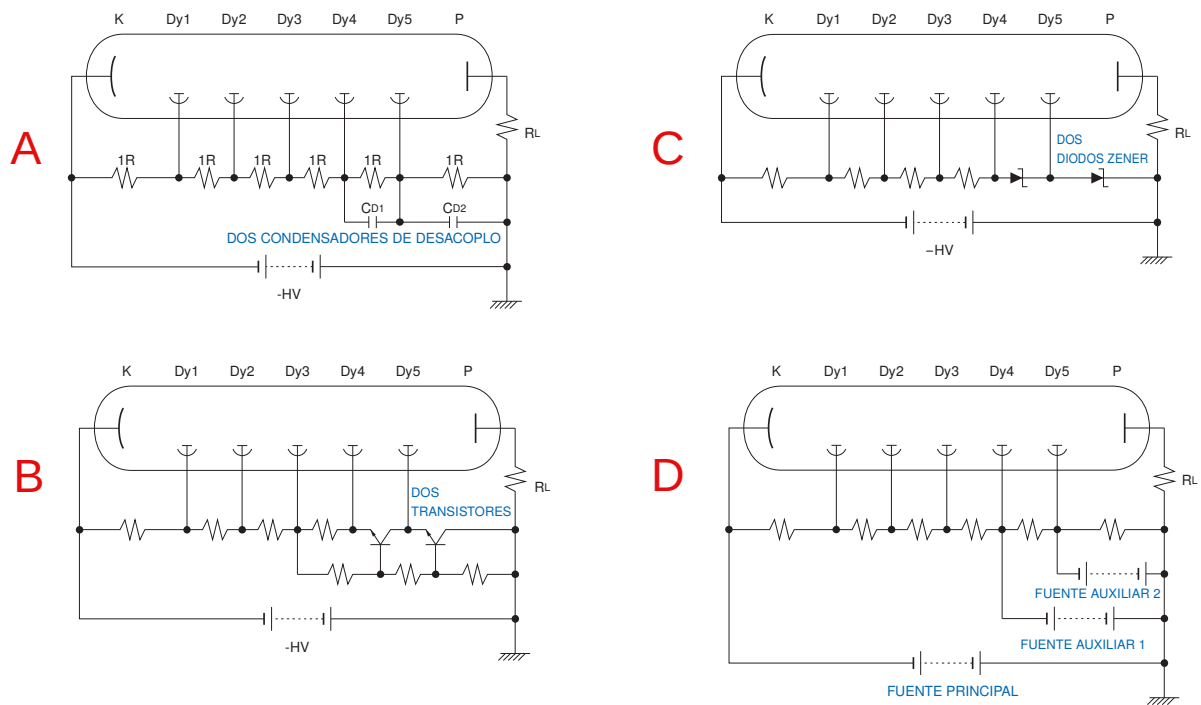 K Dy1 Dy2 Dy3 Dy4 Dy5 P
A
RL
1R 1R 1R 1R 1R 1R
CD1 CD2
DOS CONDENSADORES DE DESACOPLO
-HV
K Dy1 Dy2 Dy3 Dy4 Dy5 P
C
RL
DOS
DIODOS ZENER
−HV
K Dy1 Dy2 Dy3 Dy4 Dy5 P
B
RL
DOS
TRANSISTORES
-HV
K Dy1 Dy2 Dy3 Dy4 Dy5 P
D
RL
FUENTE AUXILIAR 2
FUENTE AUXILIAR 1
FUENTE PRINCIPAL